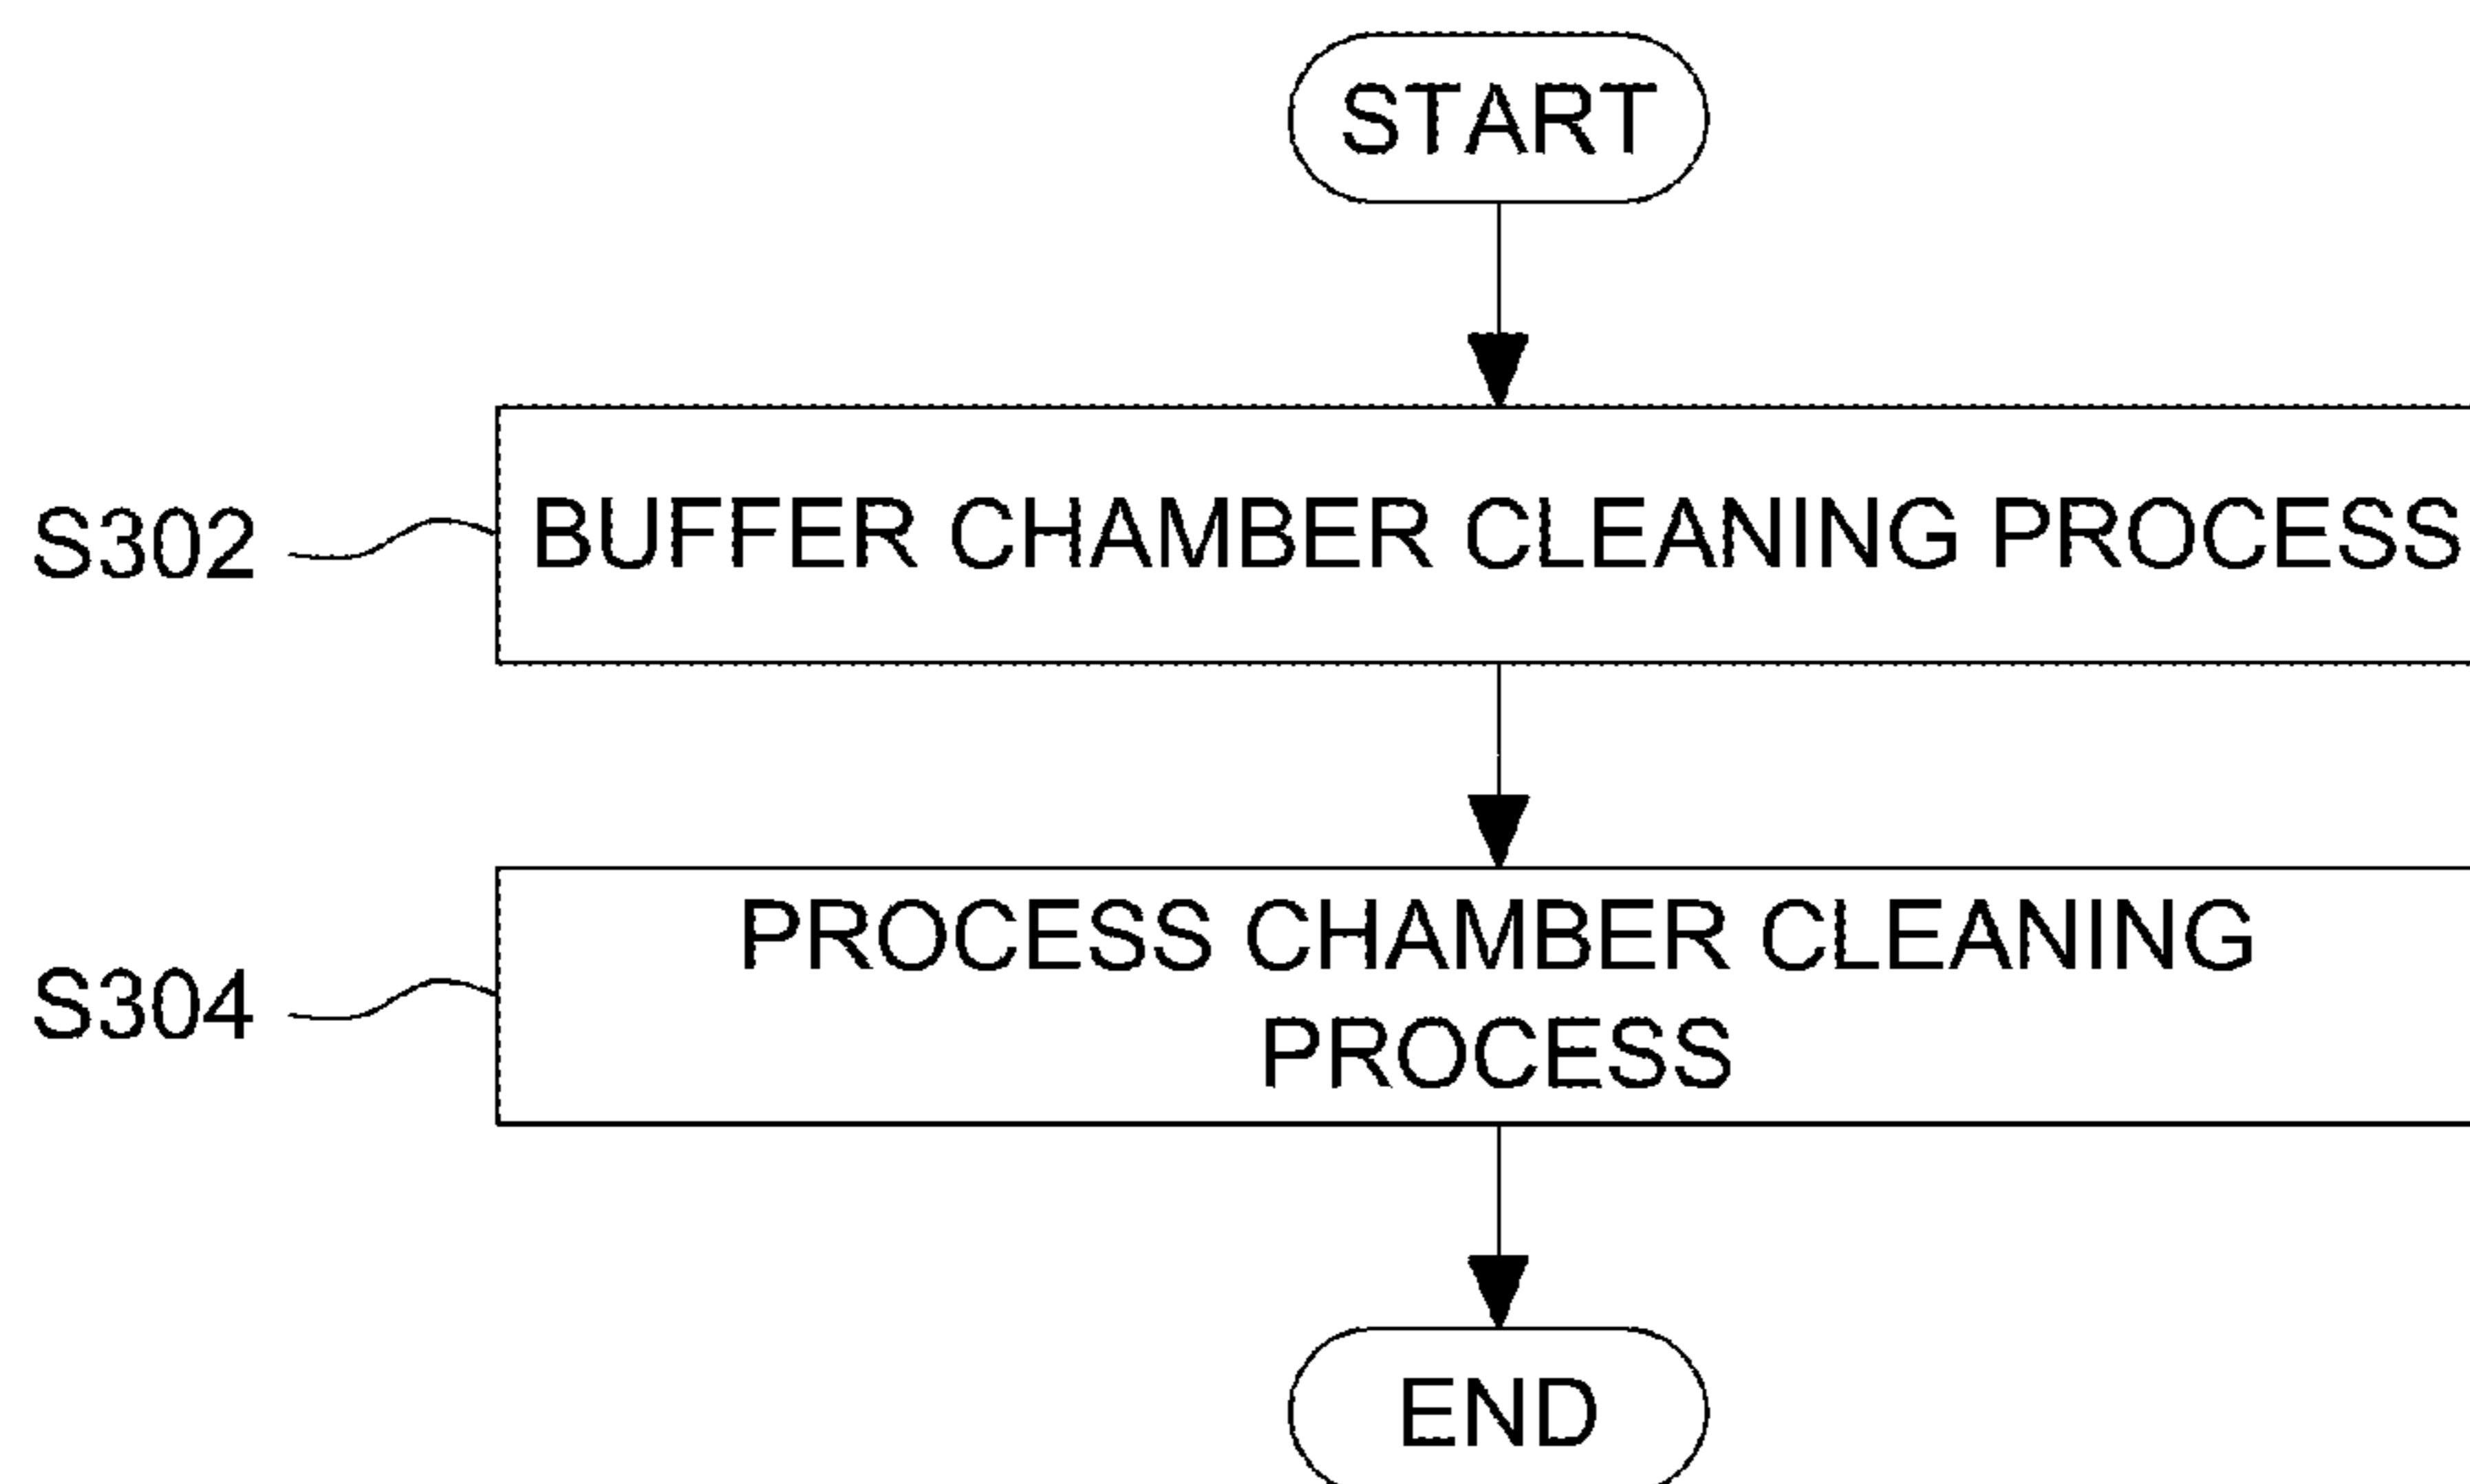 START
S302
BUFFER CHAMBER CLEANING PROCESS
S304
PROCESS CHAMBER CLEANING
PROCESS
END